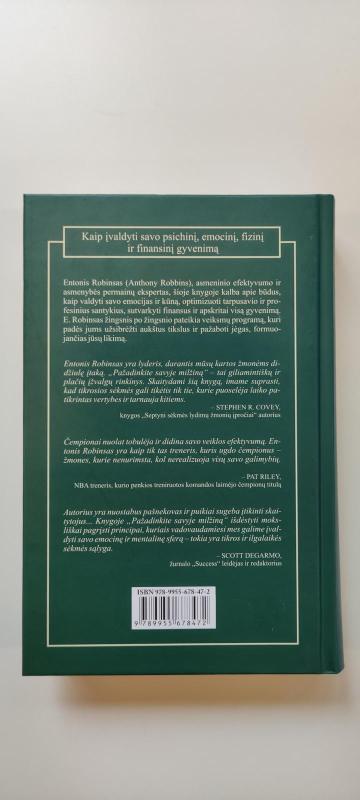 Kaip įvaldyti savo psichinį, emocinį, fizinį
ir finansinį gyvenimą
Entonis Robinsas (Anthony Robbins), asmeninio efektyvumo ir
asmenybės permainų ekspertas, šioje knygoje kalba apie būdus,
kaip valdyti savo emocijas ir kūną, optimizuoti tarpusavio ir pro-
fesinius santykius, sutvarkyti finansus ir apskritai visą gyvenimą.
E. Robinsas žingsnis po žingsnio pateikia veiksmų programą, kuri
padės jums užsibrėžti aukštus tikslus ir pažaboti jėgas, formuo-
jančias jūsų likimą.
Entonis Robinsas yra lyderis, darantis mūsų kartos žmonėms di-
džiulę įtaką. „Pažadinkite savyje milžiną“ – tai giliamintiškų ir
plačių įžvalgų rinkinys. Skaitydami šią knygą, imame suprasti,
kad tikrosios sėkmės gali tikėtis tik tie, kurie puoselėja laiko pa-
tikrintas vertybes ir tarnauja kitiems.
– STEPHEN R. COVEY,
knygos „Septyni sėkmės lydimų žmonių įpročiai“ autorius
Čempionai nuolat tobulėja ir didina savo veiklos efektyvumą. En-
tonis Robinsas yra kaip tik tas treneris, kuris ugdo čempionus –
žmones, kurie nenurimsta, kol nerealizuoja visų savo galimybių.
– PAT RILEY,
NBA treneris, kurio penkios treniruotos komandos laimėjo čempionų titulą
Autorius yra nuostabus pašnekovas ir puikiai sugeba įtikinti skai-
tytojus... Knygoje „Pažadinkite savyje milžiną“ išdėstyti moks-
liškai pagrįsti principai, kuriais vadovaudamiesi mes galime įval-
dyti savo emocinę ir mentalinę sferą – tokia yra tikros ir ilgalaikės
sėkmės sąlyga.
– SCOTT DEGARMO,
žurnalo „Success“ leidėjas ir redaktorius
ISBN 978-9955-678-47-2
9 789955 678472